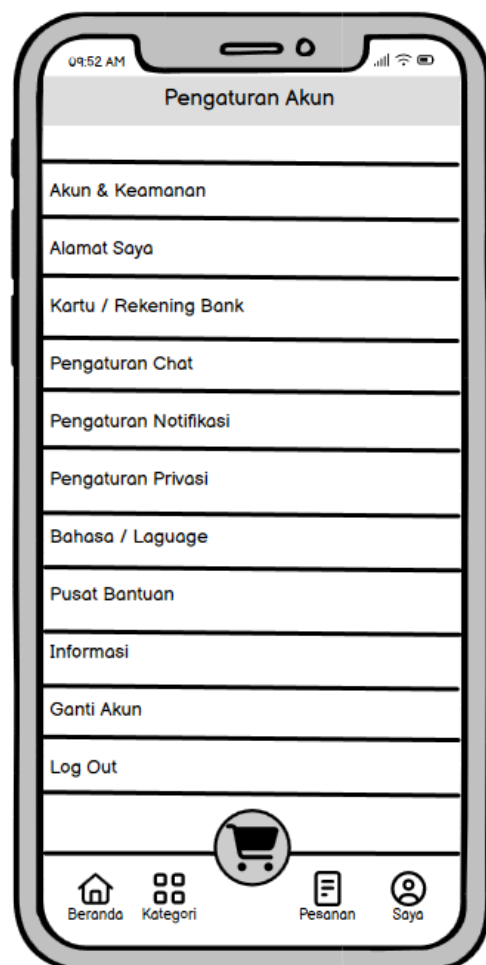 09:52 AM
Pengaturan Akun
Akun & Keamanan
Alamat Saya
Kartu / Rekening Bank
Pengaturan Chat
Pengaturan Notifikasi
Pengaturan Privasi
Bahasa / Laguage
Pusat Bantuan
Informasi
Ganti Akun
Log Out
Beranda Kategori Pesanan Saya